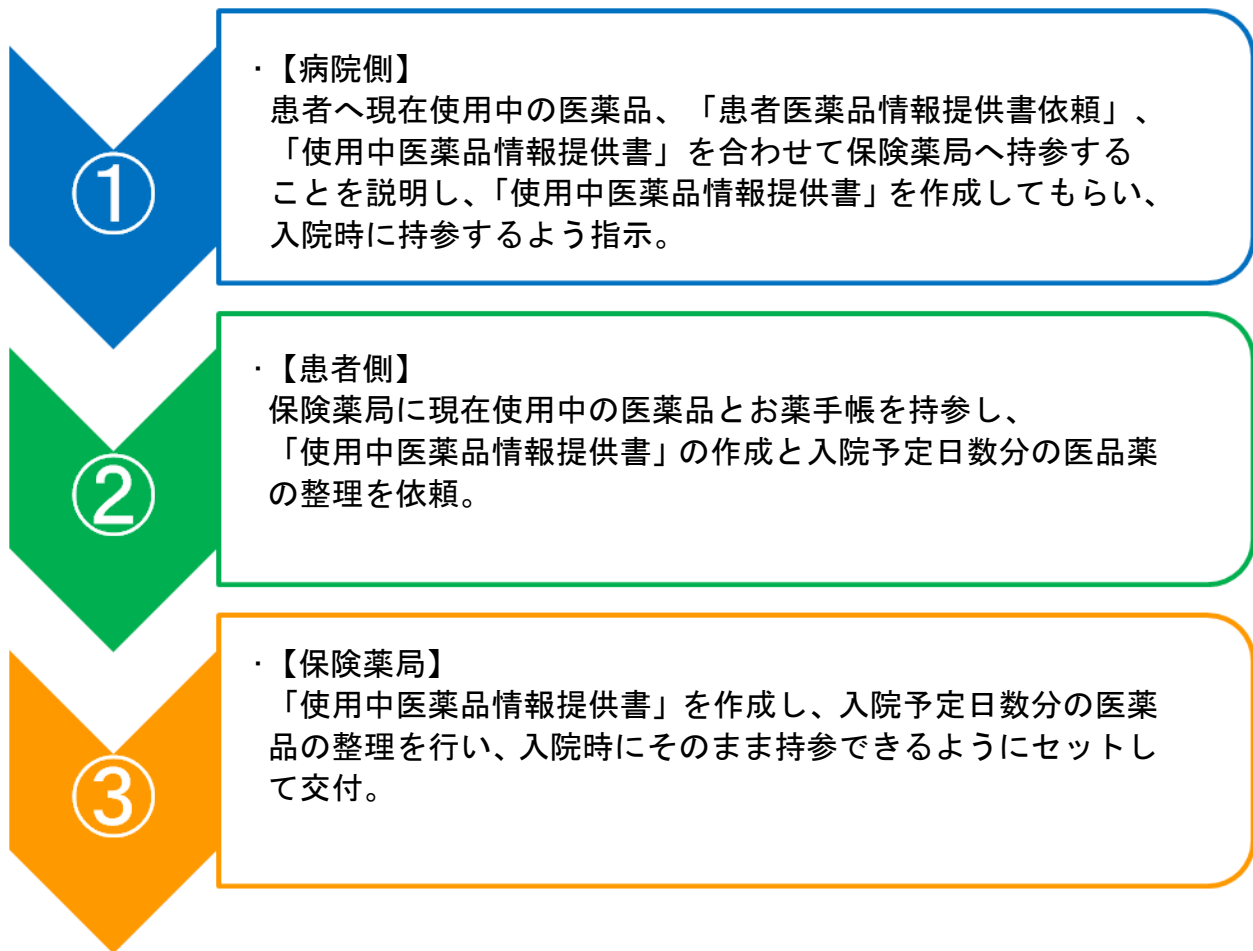 ①
・【病院側】
患者へ現在使用中の医薬品、「患者医薬品情報提供書依頼」、
「使用中医薬品情報提供書」を合わせて保険薬局へ持参する
ことを説明し、「使用中医薬品情報提供書」を作成してもらい、
入院時に持参するよう指示。
②
・【患者側】
保険薬局に現在使用中の医薬品とお薬手帳を持参し、
「使用中医薬品情報提供書」の作成と入院予定日数分の医品薬
の整理を依頼。
③
・【保険薬局】
「使用中医薬品情報提供書」を作成し、入院予定日数分の医薬
品の整理を行い、入院時にそのまま持参できるようにセットし
て交付。